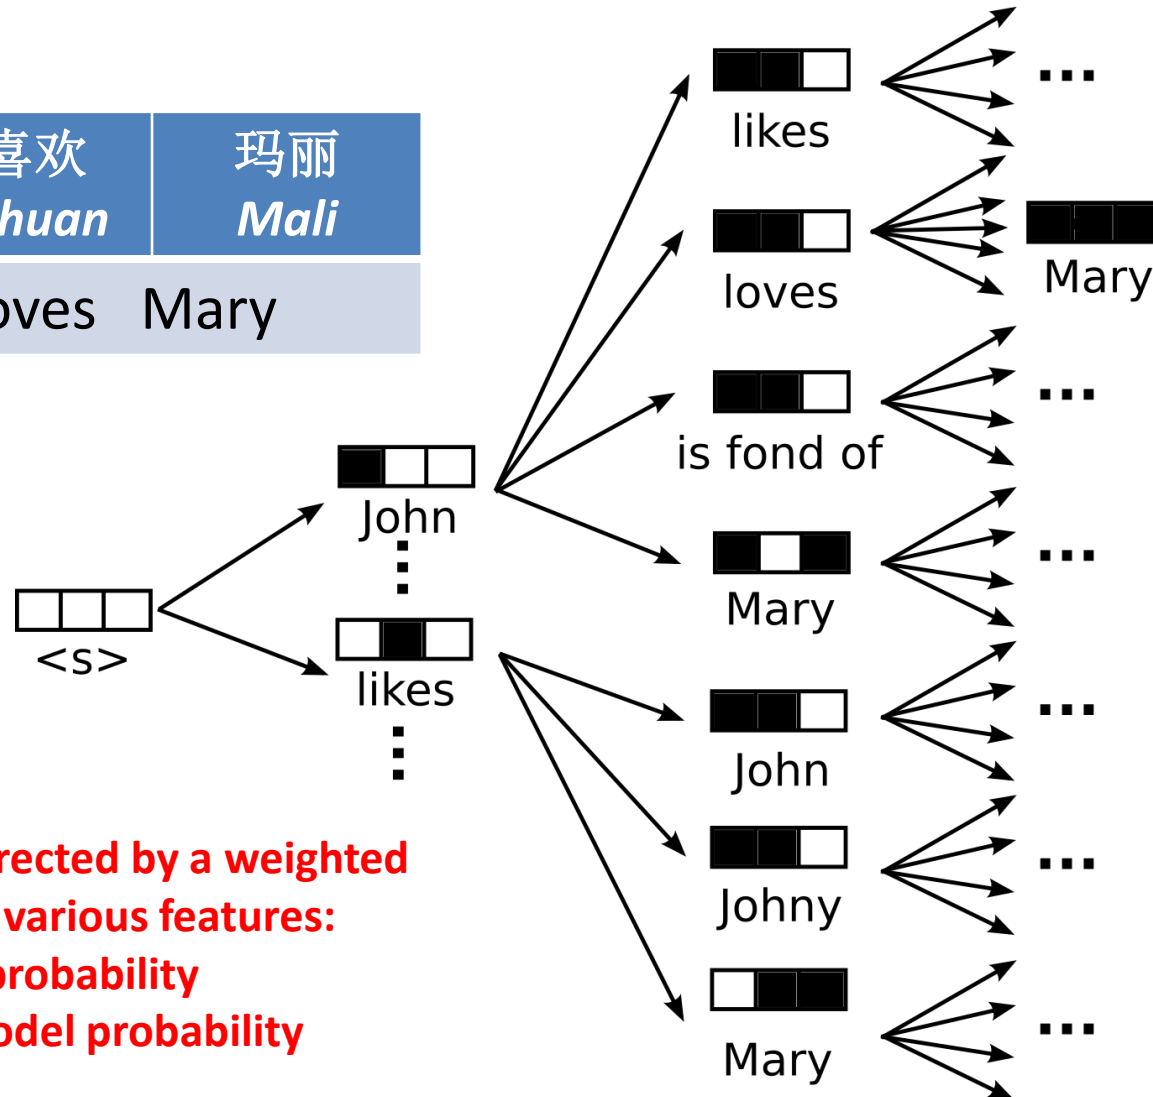 喜欢 玛丽
huan Mali
oves Mary
likes
...
loves
Mary
is fond of
...
John
Mary
...
<s>
likes
John
...
Johny
...
Mary
...
rected by a weighted
various features:
probability
odel probability